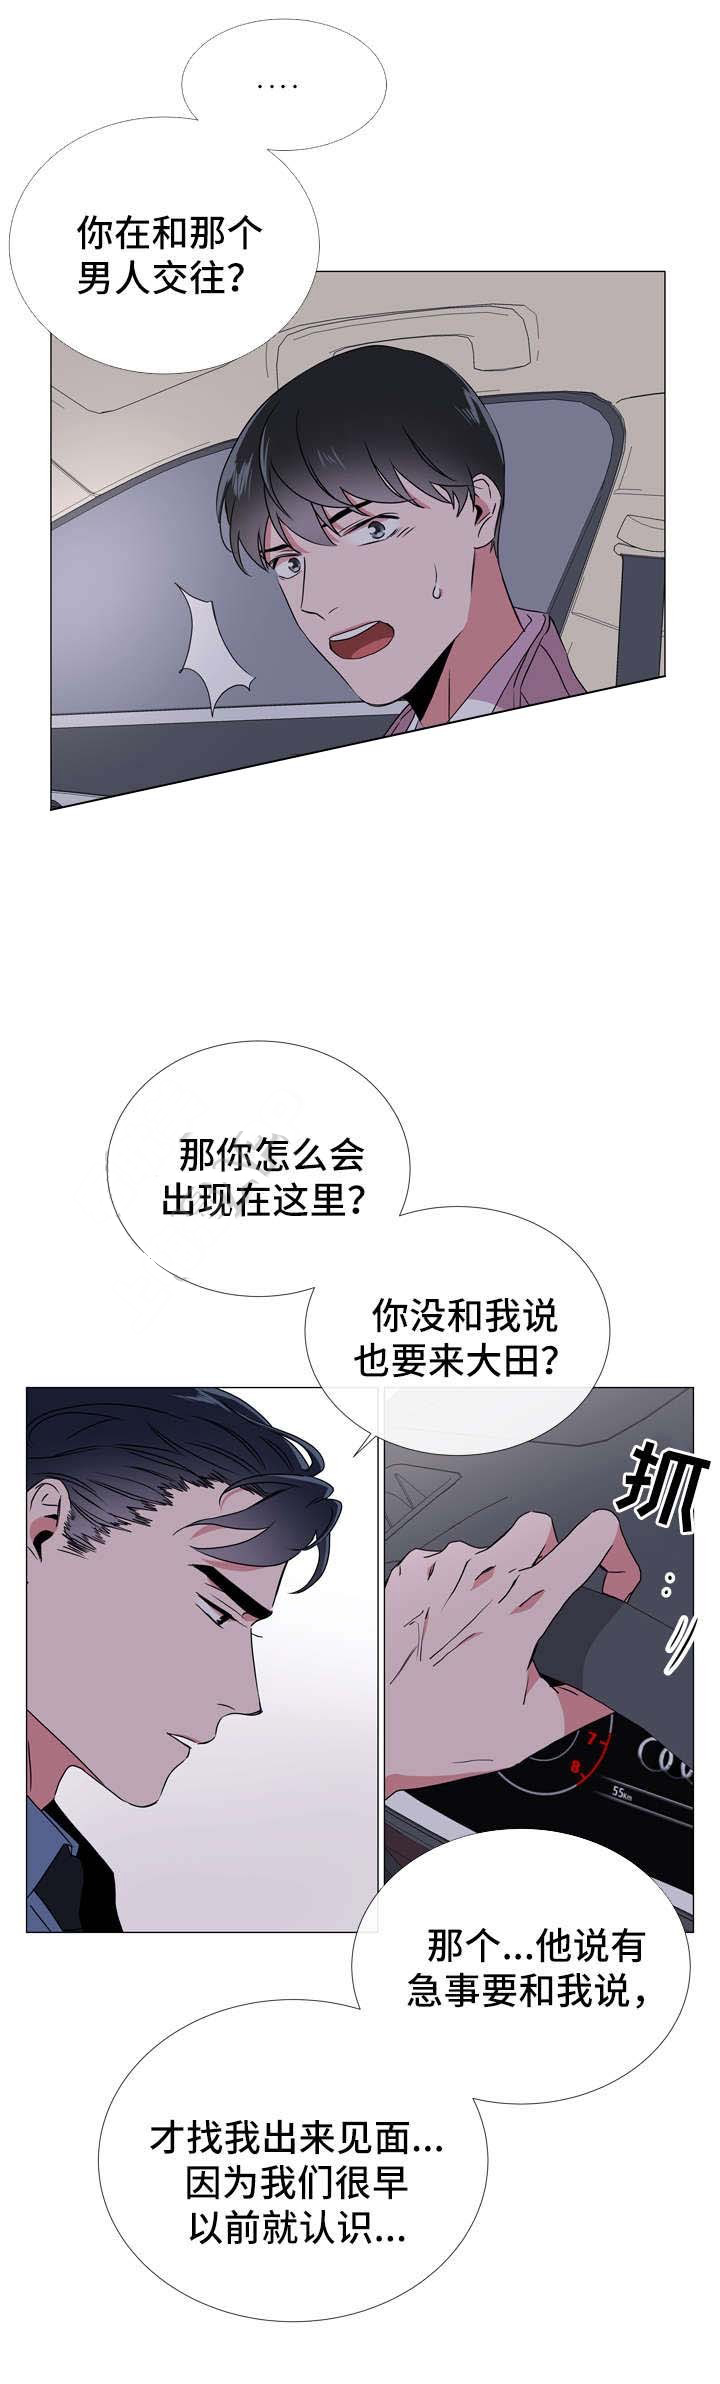 ....
你在和那个
男人交往？
那你怎么会
出现在这里？
你没和我说
也要来大田？
抓
7
8
55KM
那个...他说有
急事要和我说，
才找我出来见面...
因为我们很早
以前就认识...